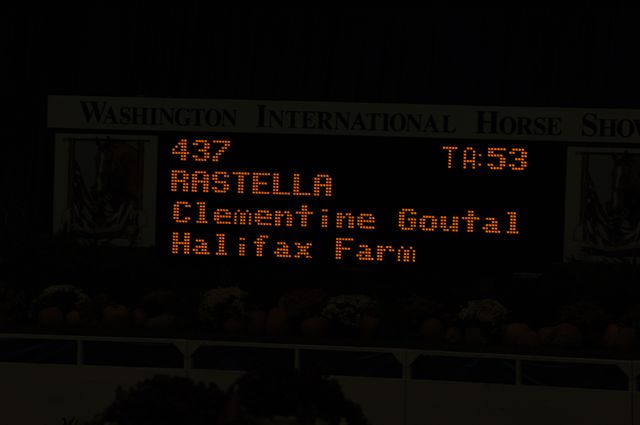 WASHINGTON INTERNATIONAL HORSE SHOW
437 TA:53
RASTELLA
Clementine Goutal
Halifax Farm